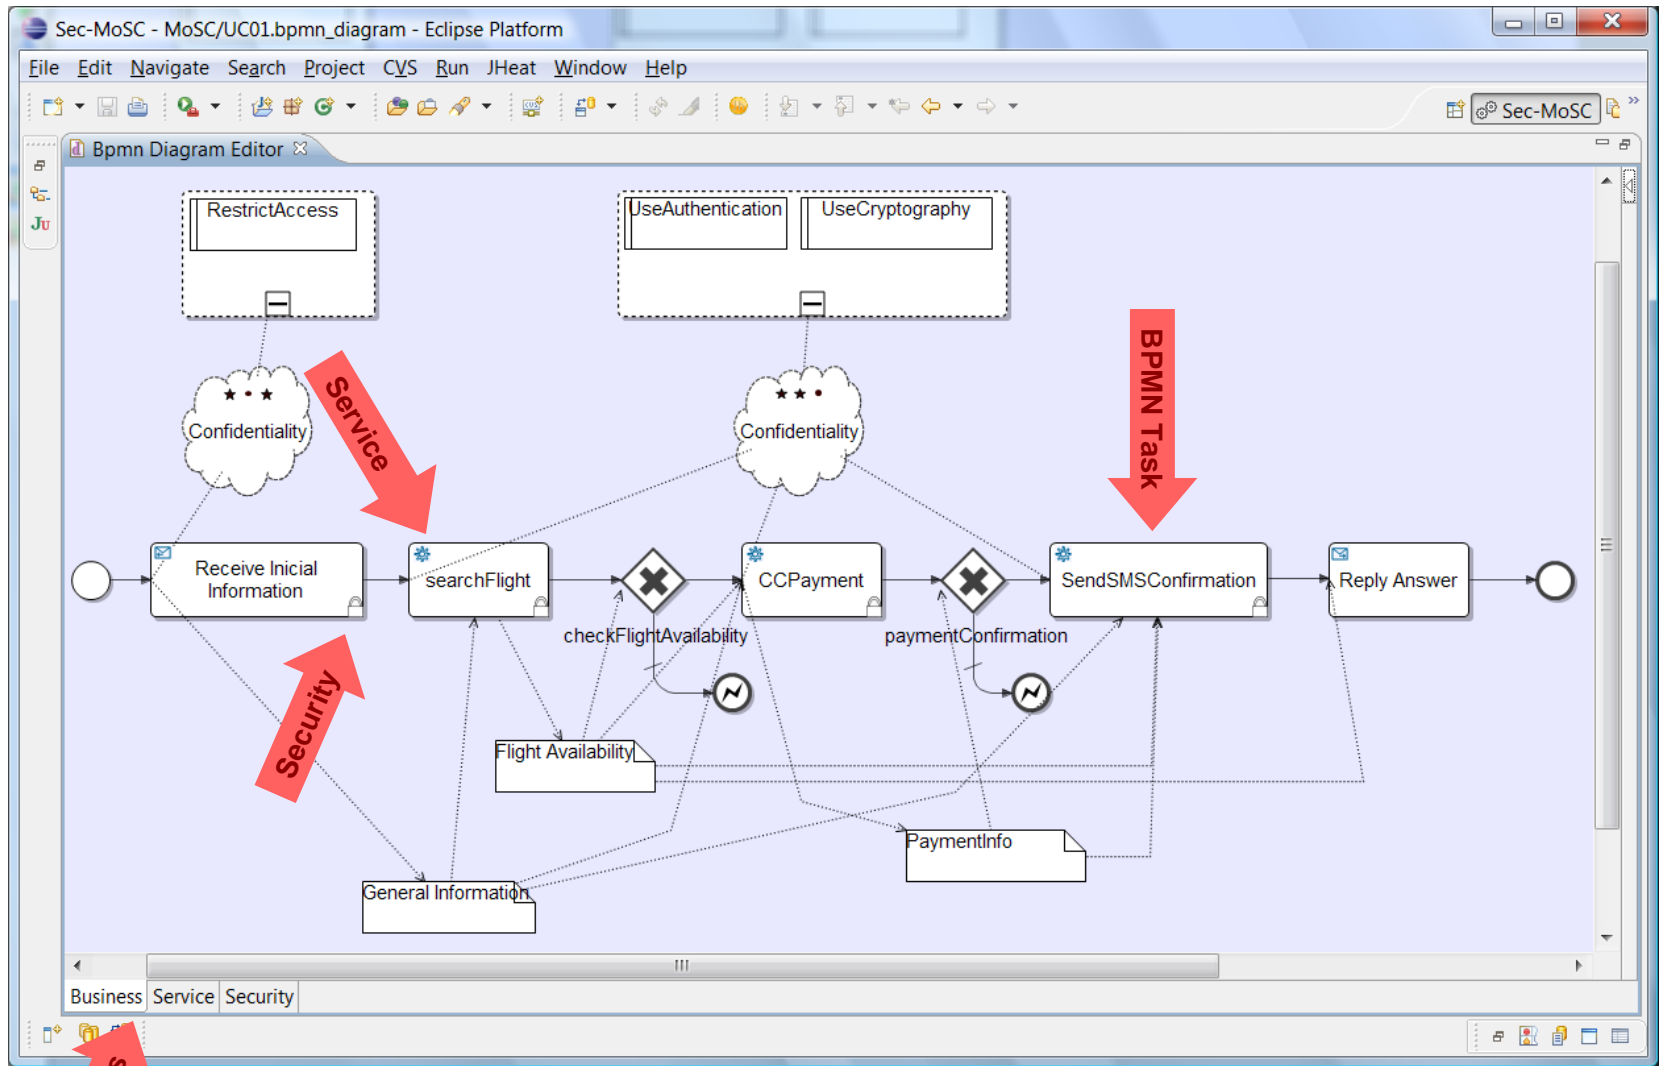 Sec-MoSC - MoSC/UC01.bpmn_diagram - Eclipse Platform
File Edit Navigate Search Project CVS Run JHeat Window Help
Sec-MoSC
Bpmn Diagram Editor
Ju
RestrictAccess
UseAuthentication
UseCryptography
Confidentiality
Service
Confidentiality
BPMN Task
Receive Inicial
Information
searchFlight
CCPayment
SendSMSConfirmation
Reply Answer
checkFlightAvailability
paymentConfirmation
Security
Flight Availability
PaymentInfo
General Information
Business Service Security